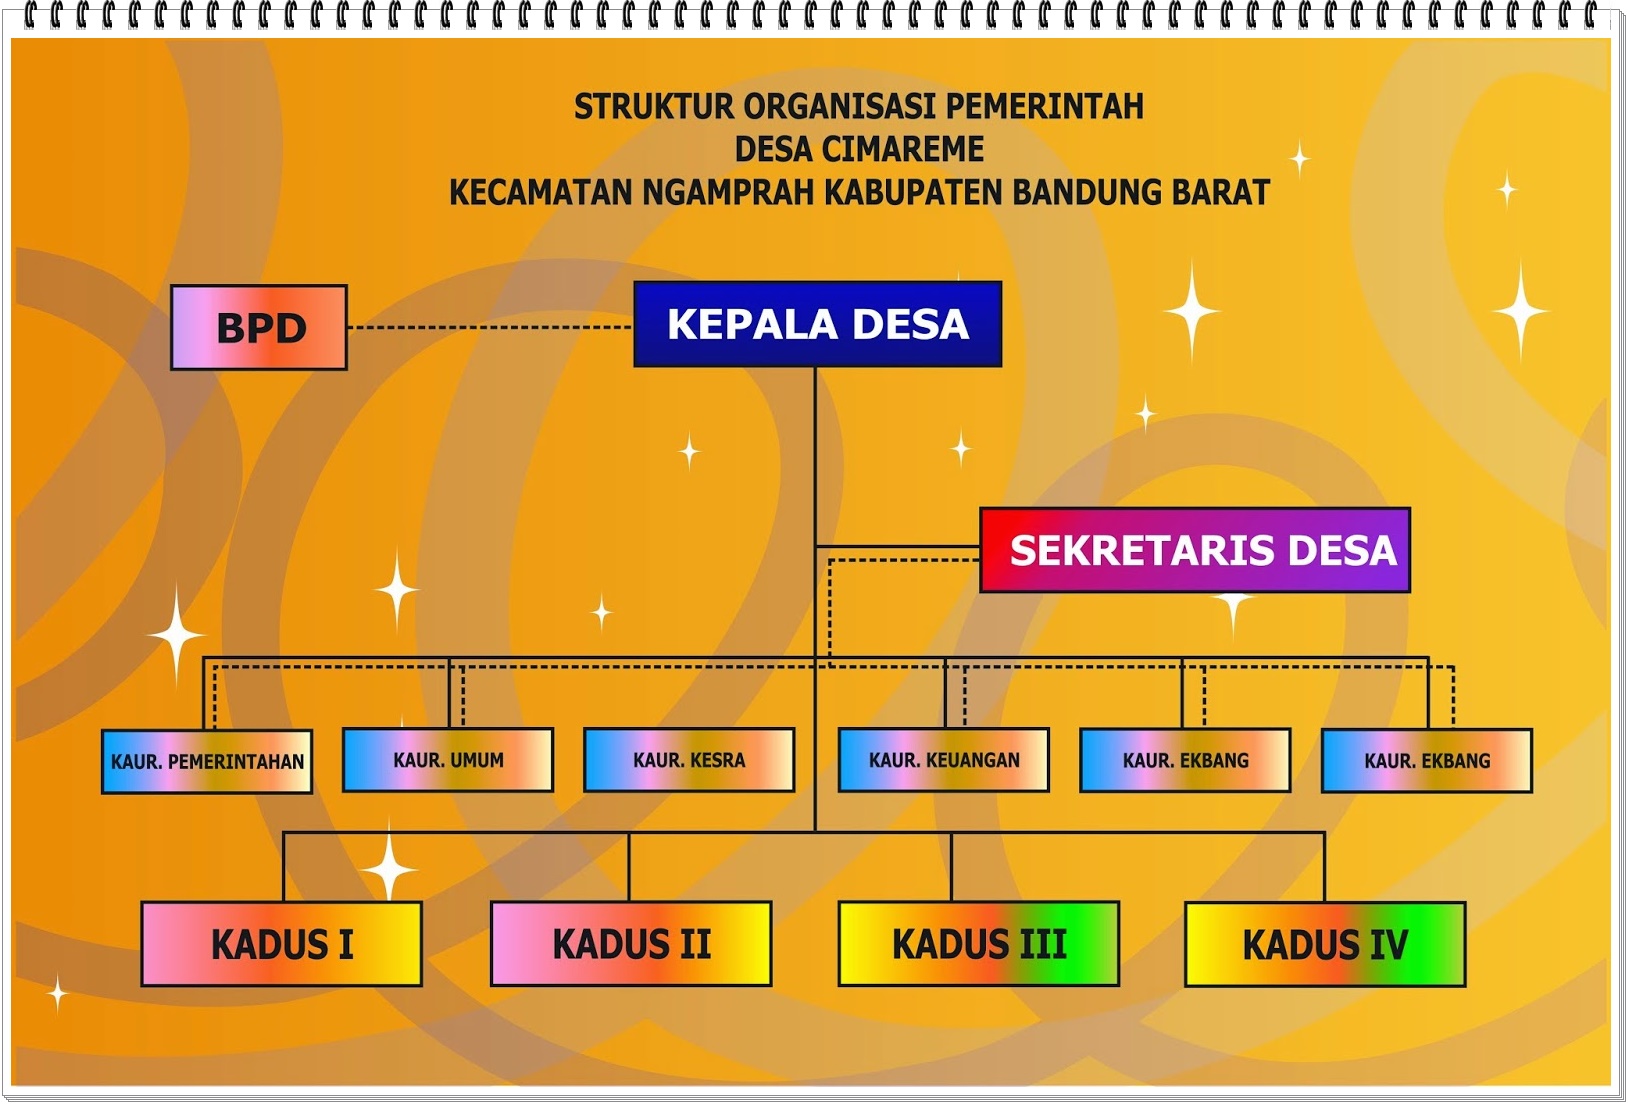 STRUKTUR ORGANISASI PEMERINTAH
DESA CIMAREME
KECAMATAN NGAMPRAH KABUPATEN BANDUNG BARAT
BPD
KEPALA DESA
SEKRETARIS DESA
KAUR. PEMERINTAHAN
KAUR. UMUM
KAUR. KESRA
KAUR. KEUANGAN
KAUR. EKBANG
KAUR. EKBANG
KADUS I
KADUS II
KADUS III
KADUS IV